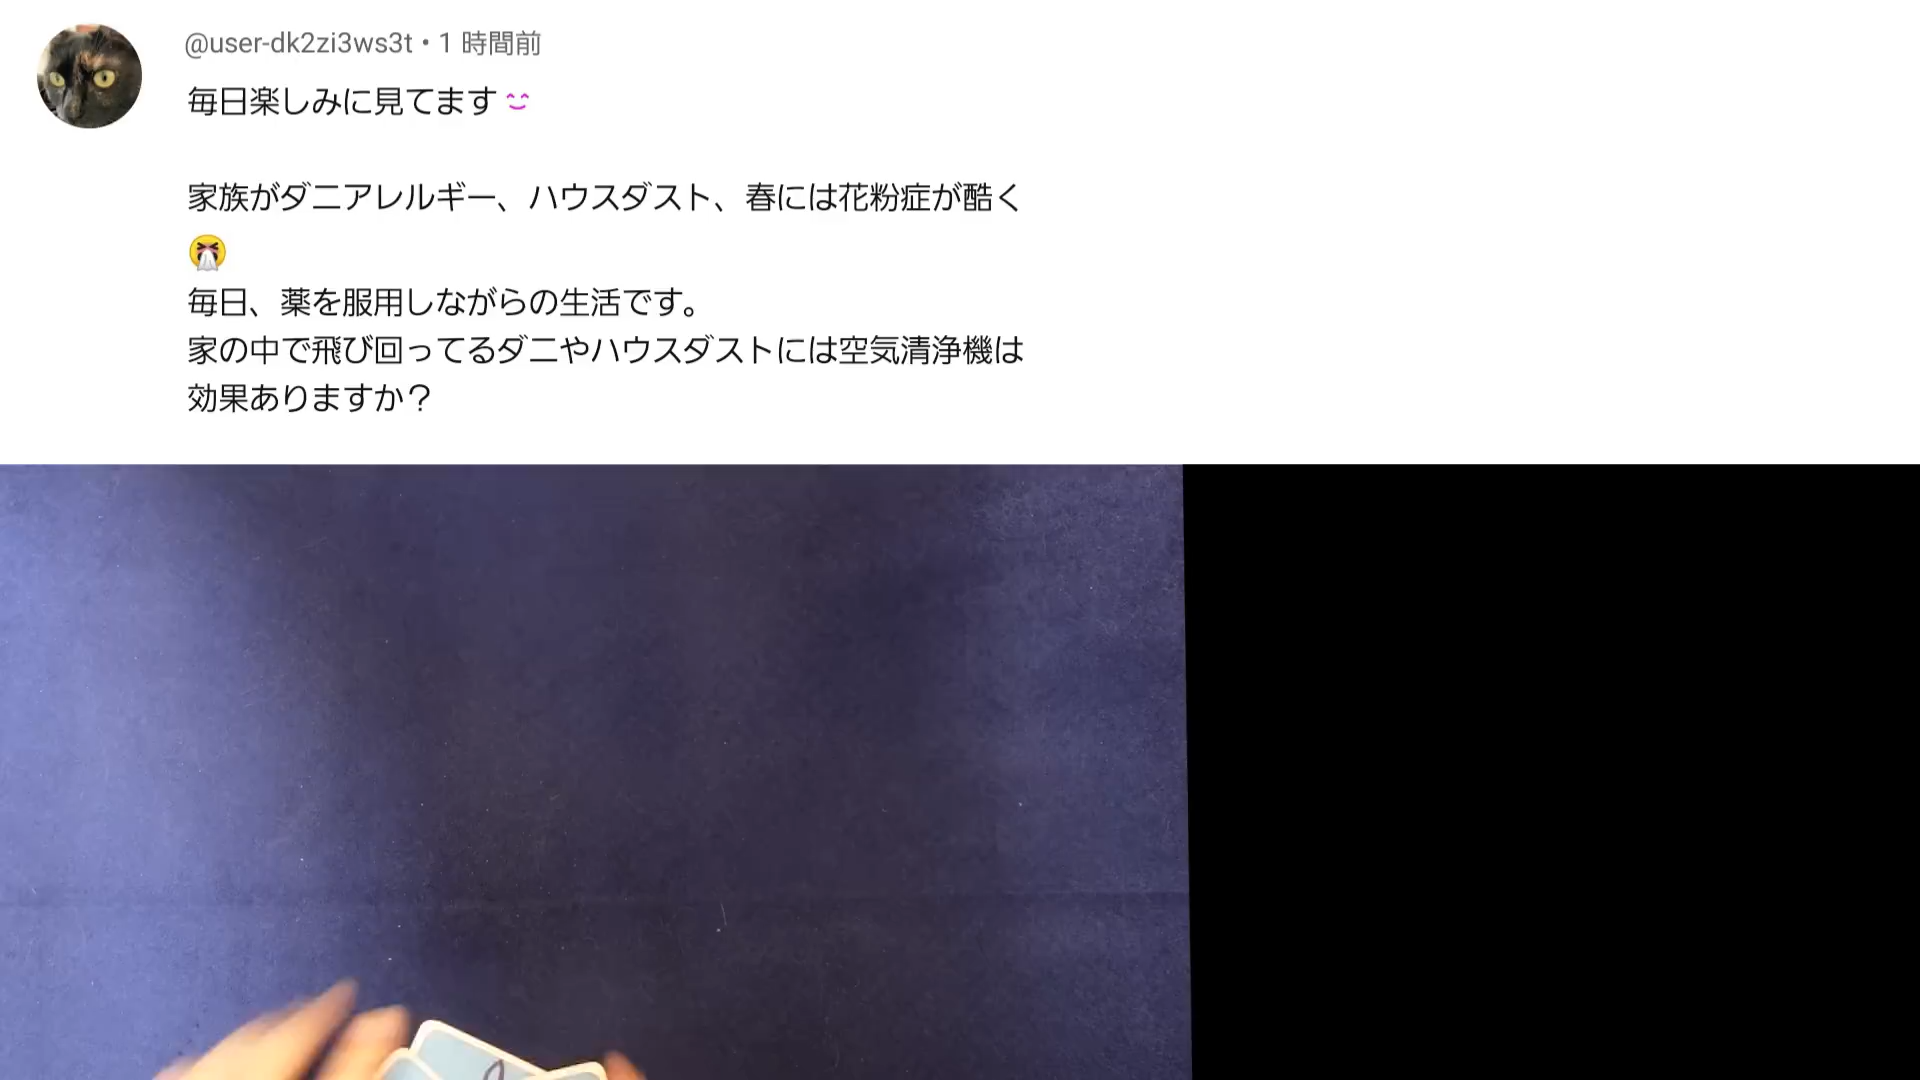 @user-dk2zi3ws3t • 1 時間前
毎日楽しみに見てます
家族がダニアレルギー、ハウスダスト、春には花粉症が酷く
毎日、薬を服用しながらの生活です。
家の中で飛び回ってるダニやハウスダストには空気清浄機は
効果ありますか？